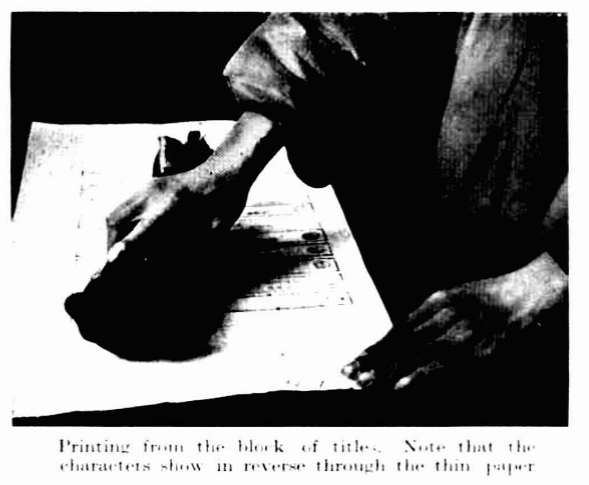 Printing from the block of titles. Note that the
characters show in reverse through the thin paper